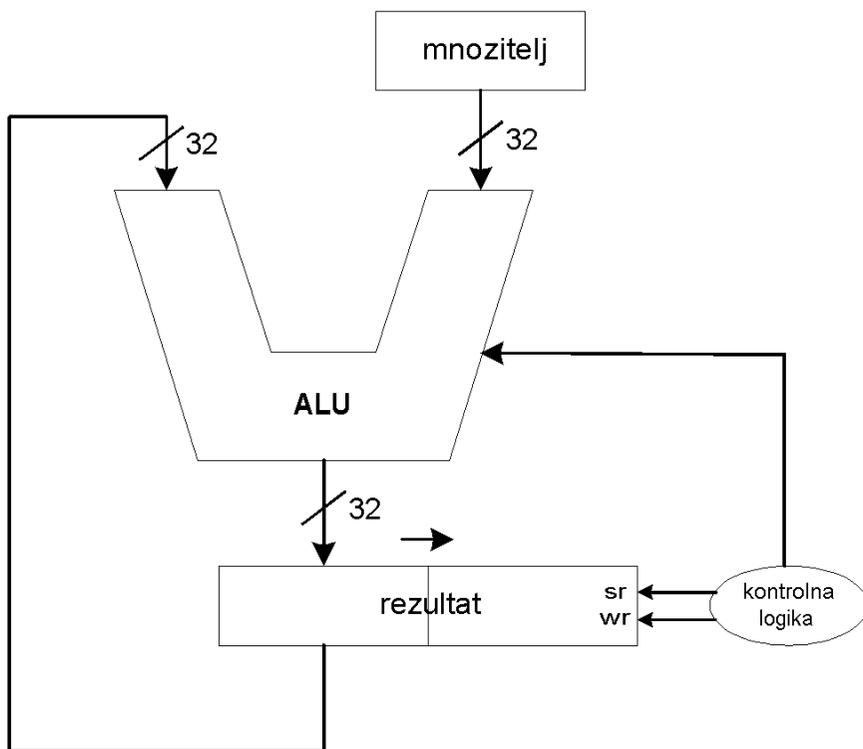 mnozitelj
32
32
ALU
32
rezultat
sr
wr
kontrolna
logika